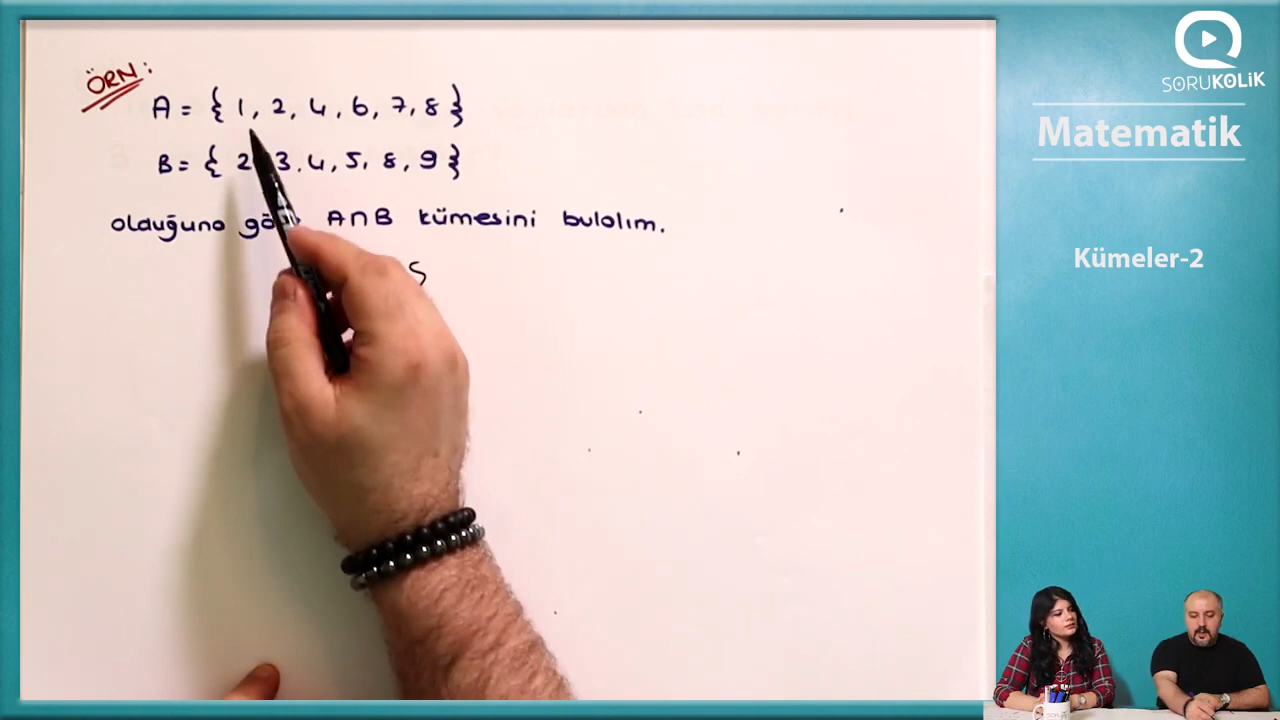 ÖRN:
A = { 1, 2, 4, 6, 7, 8 }
B = { 2, 3, 4, 5, 8, 9 }
olduğuna göre A∩B kümesini bulalım.
S
SORUKOLİK
Matematik
Kümeler-2